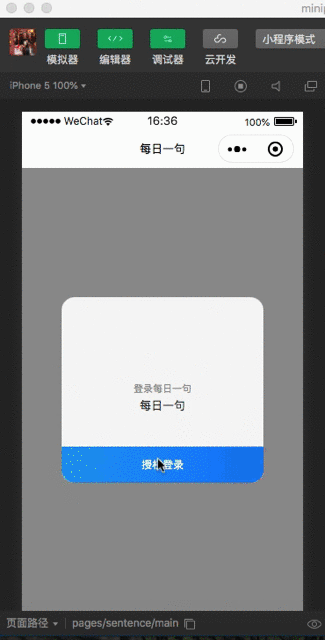 minip
模拟器 编辑器 调试器 云开发 小程序模式
iPhone 5 100%
WeChat 16:36 100%
每日一句
登录每日一句
每日一句
授权登录
页面路径 pages/sentence/main